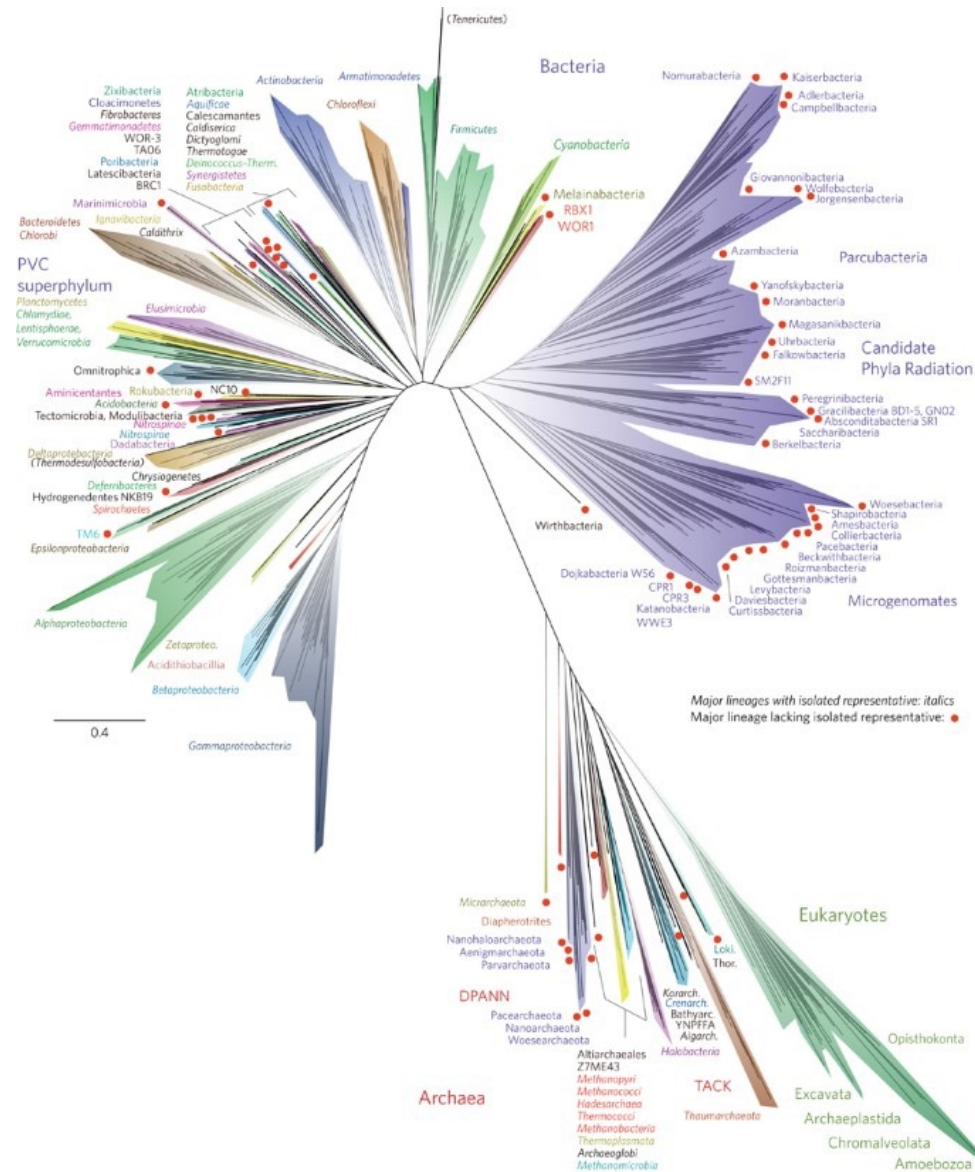 (Tenericutes)
Bacteria
Actinobacteria
Armatimonadetes
Chloroflexi
Firmicutes
Cyanobacteria
Melainabacteria
RBX1
WOR1
Zixibacteria
Cloacimonetes
Fibrobacteres
Gemmatimonadetes
WOR-3
TA06
Poribacteria
Latescibacteria
BRC1
Atribacteria
Aquificae
Calescamantes
Caldiserica
Dictyoglomi
Thermotogae
Deinococcus-Therm.
Synergistetes
Fusobacteria
Marinimicrobia
Ignavibacteria
Bacteroidetes
Chlorobi
Caldithrix
PVC
superphylum
Planctomycetes
Chlamydiae,
Lentisphaerae,
Verrucomicrobia
Elusimicrobia
Omnitrophica
Aminicentantes
Rokubacteria
NC10
Acidobacteria
Tectomicrobia, Modulibacteria
Nitrospinae
Nitrospirae
Dadabacteria
Deltaproteobacteria
(Thermodesulfobacteria)
Chrysiogenetes
Deferribacteres
Hydrogenedentes NKB19
Spirochaetes
TM6
Epsilonproteobacteria
Alphaproteobacteria
Zetaproteo.
Acidithiobacillia
Betaproteobacteria
Gammaproteobacteria
0.4
Nomurabacteria
Kaiserbacteria
Adlerbacteria
Campbellbacteria
Giovannonibacteria
Wolfebacteria
Jorgensenbacteria
Azambacteria
Parcubacteria
Yanofskybacteria
Moranbacteria
Magasanikbacteria
Uhrbacteria
Falkowbacteria
Candidate
Phyla Radiation
SM2F11
Peregrinibacteria
Gracilibacteria BD1-5, GN02
Absconditabacteria SR1
Saccharibacteria
Berkelbacteria
Woesebacteria
Shapirobacteria
Amesbacteria
Collierbacteria
Pacebacteria
Beckwithbacteria
Roizmanbacteria
Gottesmanbacteria
Levybacteria
Daviesbacteria
Curtissbacteria
Microgenomates
Wirthbacteria
Dojkabacteria WS6
CPR1
CPR3
Katanobacteria
WWE3
Major lineages with isolated representative: italics
Major lineage lacking isolated representative:
Micrarchaeota
Diapherotrites
Nanohaloarchaeota
Aenigmarchaeota
Parvarchaeota
DPANN
Pacearchaeota
Nanoarchaeota
Woesearchaeota
Archaea
Altiarchaeales
Z7ME43
Methanopyri
Methanococci
Hadesarchaea
Thermococci
Methanobacteria
Thermoplasmata
Archaeoglobi
Methanomicrobia
Halobacteria
Korarch.
Crenarch.
Bathyarc.
YNPFFA
Aigarch.
TACK
Thaumarchaeota
Loki.
Thor.
Eukaryotes
Opisthokonta
Excavata
Archaeplastida
Chromalveolata
Amoebozoa